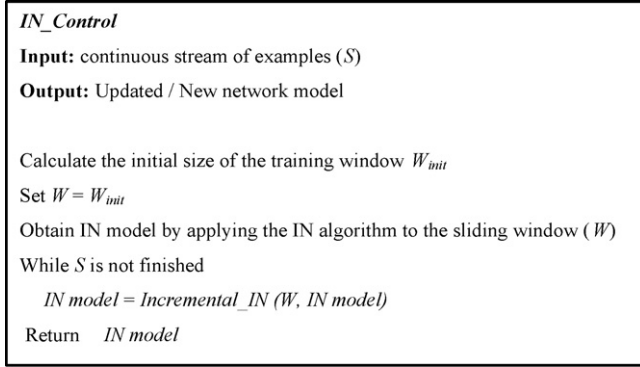 IN_Control
Input: continuous stream of examples (S)
Output: Updated / New network model
Calculate the initial size of the training window Winit
Set W = Winit
Obtain IN model by applying the IN algorithm to the sliding window ( W)
While S is not finished
IN model = Incremental_IN (W, IN model)
Return IN model